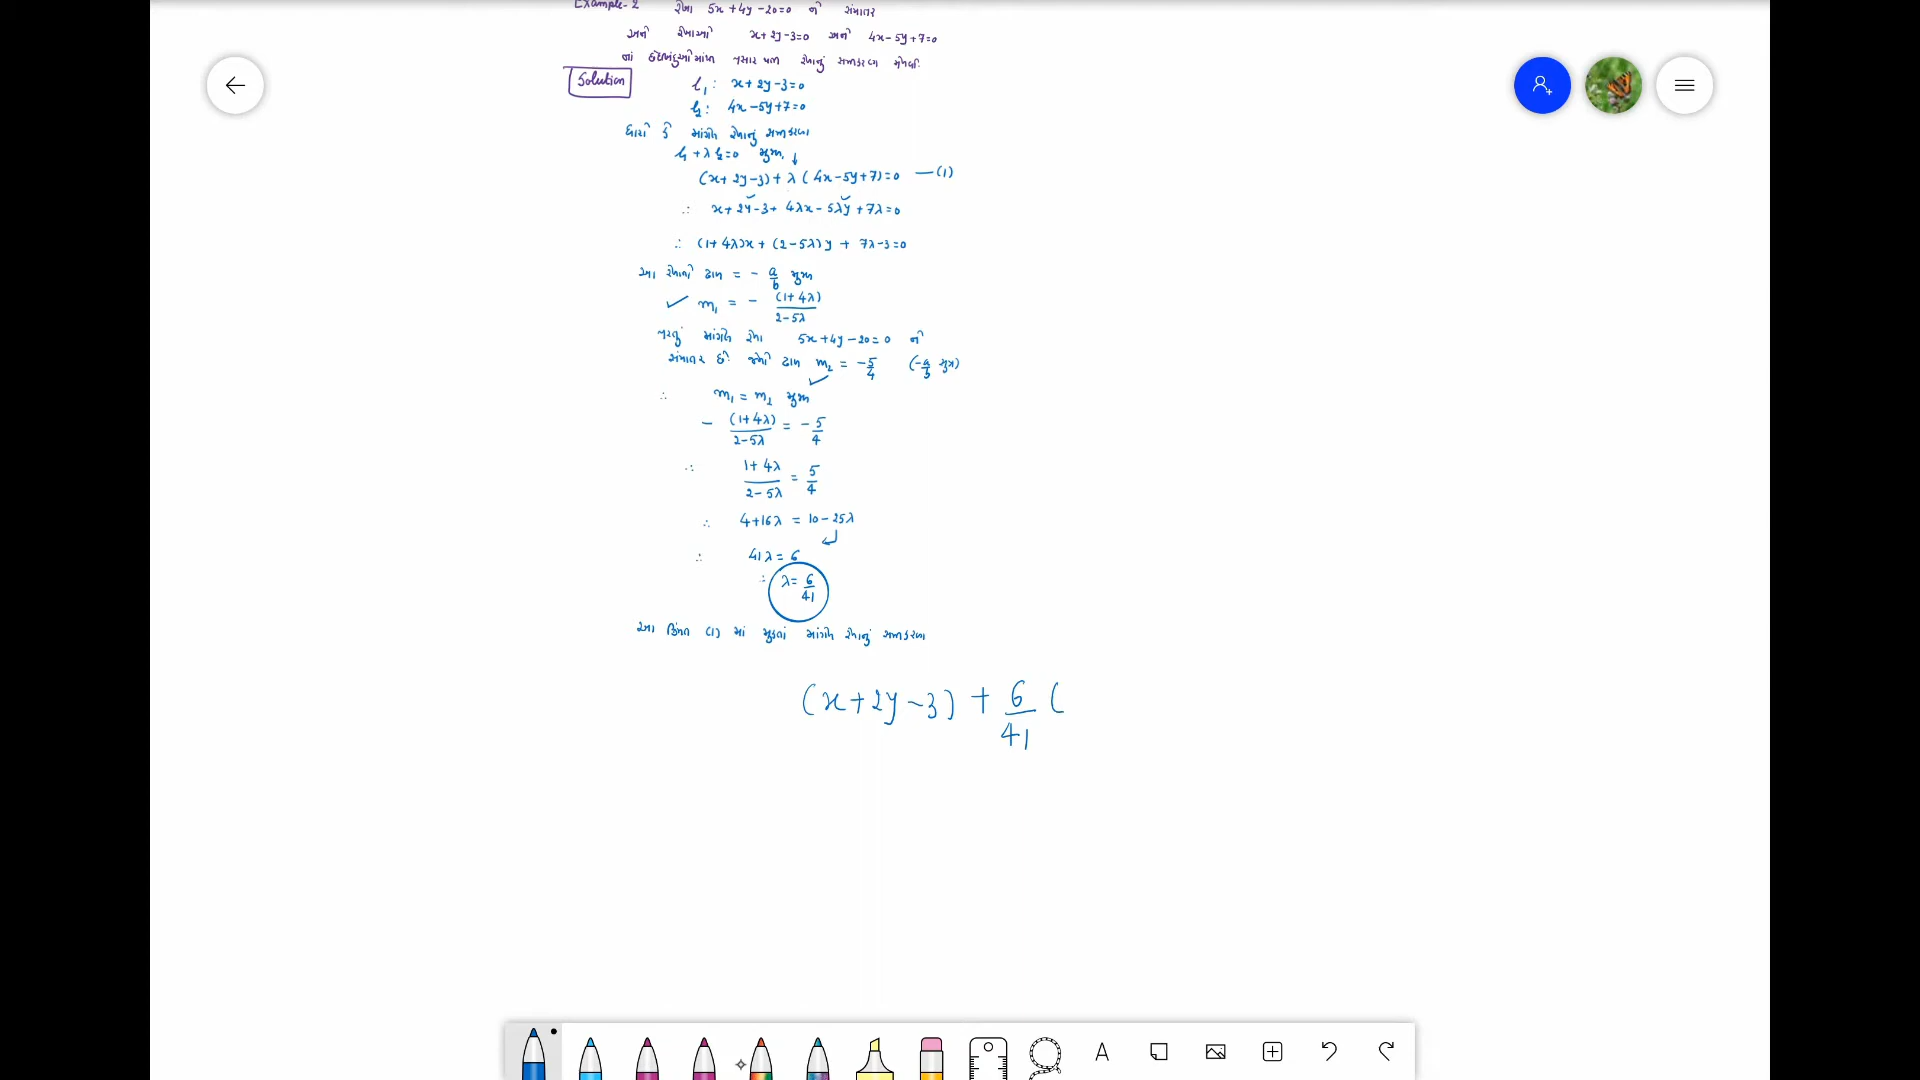 Example-2 રેખા 5x+4y-20=0 ને સમાંતર
અને રેખાઓ x+2y-3=0 અને 4x-5y+7=0
નાં છેદબિંદુઓમાંથી પસાર થતી રેખાનું સમીકરણ મેળવો.
Solution l₁: x+2y-3=0
l₂: 4x-5y+7=0
ધારો કે માંગેલ રેખાનું સમીકરણ
l₁+λl₂=0 મુજબ
(x+2y-3)+λ(4x-5y+7)=0 —(1)
∴ x+2y-3+4λx-5λy+7λ=0
∴ (1+4λ)x+(2-5λ)y+7λ-3=0
આ રેખાનો ઢાળ = -a/b મુજબ
✓ m₁ = -(1+4λ)/(2-5λ)
પરંતુ માંગેલ રેખા 5x+4y-20=0 ને
સમાંતર છે. જેનો ઢાળ m₂ = -5/4 (-a/b સૂત્ર)
∴ m₁=m₂ મુજબ
-(1+4λ)/(2-5λ) = -5/4
∴ (1+4λ)/(2-5λ) = 5/4
∴ 4+16λ = 10-25λ
∴ 41λ=6
∴ λ=6/41
આ કિંમત (1) માં મુકતાં માંગેલ રેખાનું સમીકરણ
(x+2y-3)+6/41(